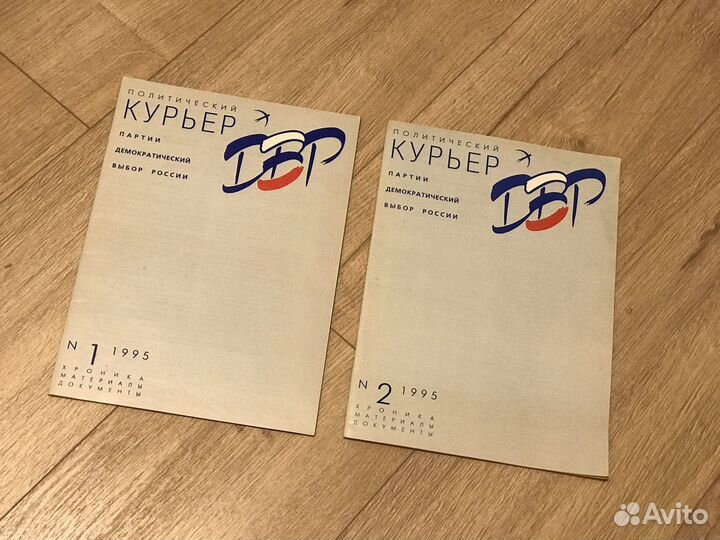 ПОЛИТИЧЕСКИЙ
КУРЬЕР
ПАРТИИ
ДЕМОКРАТИЧЕСКИЙ
ВЫБОР РОССИИ
ДВР
N 1 1995
ХРОНИКА
МАТЕРИАЛЫ
ДОКУМЕНТЫ
ПОЛИТИЧЕСКИЙ
КУРЬЕР
ПАРТИИ
ДЕМОКРАТИЧЕСКИЙ
ВЫБОР РОССИИ
ДВР
N 2 1995
ХРОНИКА
МАТЕРИАЛЫ
ДОКУМЕНТЫ
Avito